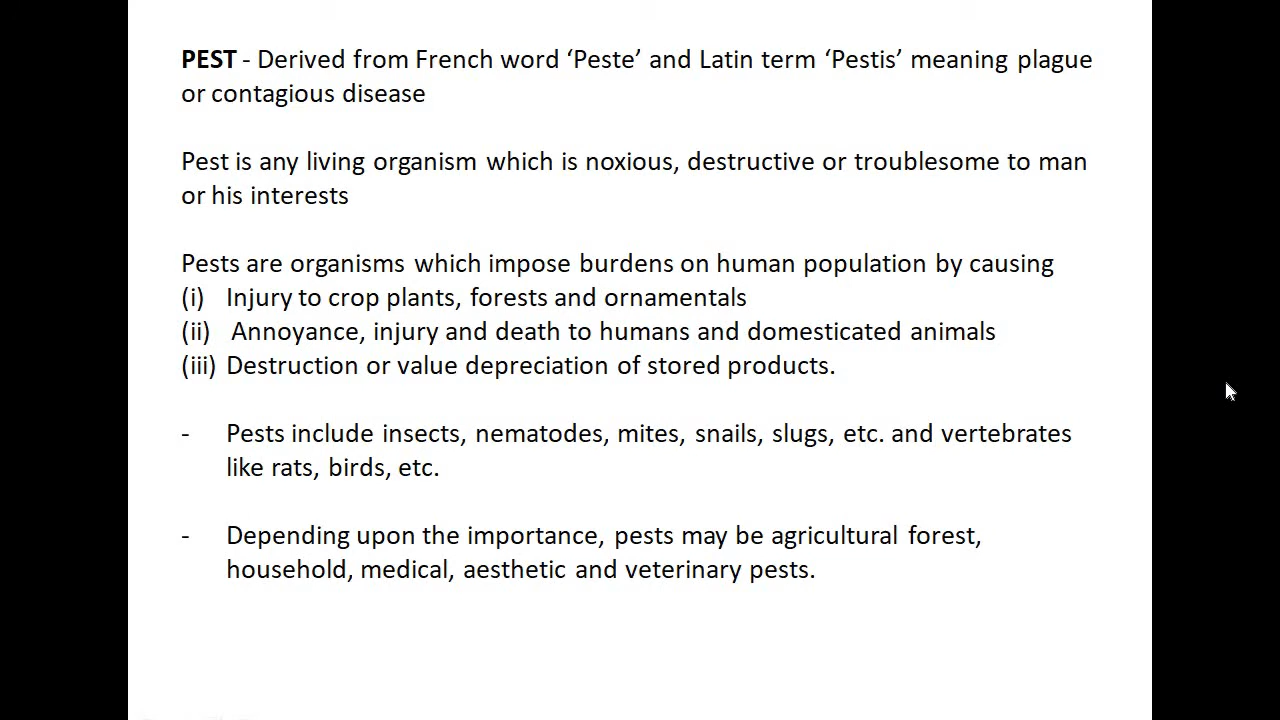 PEST - Derived from French word ‘Peste’ and Latin term ‘Pestis’ meaning plague
or contagious disease
Pest is any living organism which is noxious, destructive or troublesome to man
or his interests
Pests are organisms which impose burdens on human population by causing
(i) Injury to crop plants, forests and ornamentals
(ii) Annoyance, injury and death to humans and domesticated animals
(iii) Destruction or value depreciation of stored products.
- Pests include insects, nematodes, mites, snails, slugs, etc. and vertebrates
like rats, birds, etc.
- Depending upon the importance, pests may be agricultural forest,
household, medical, aesthetic and veterinary pests.